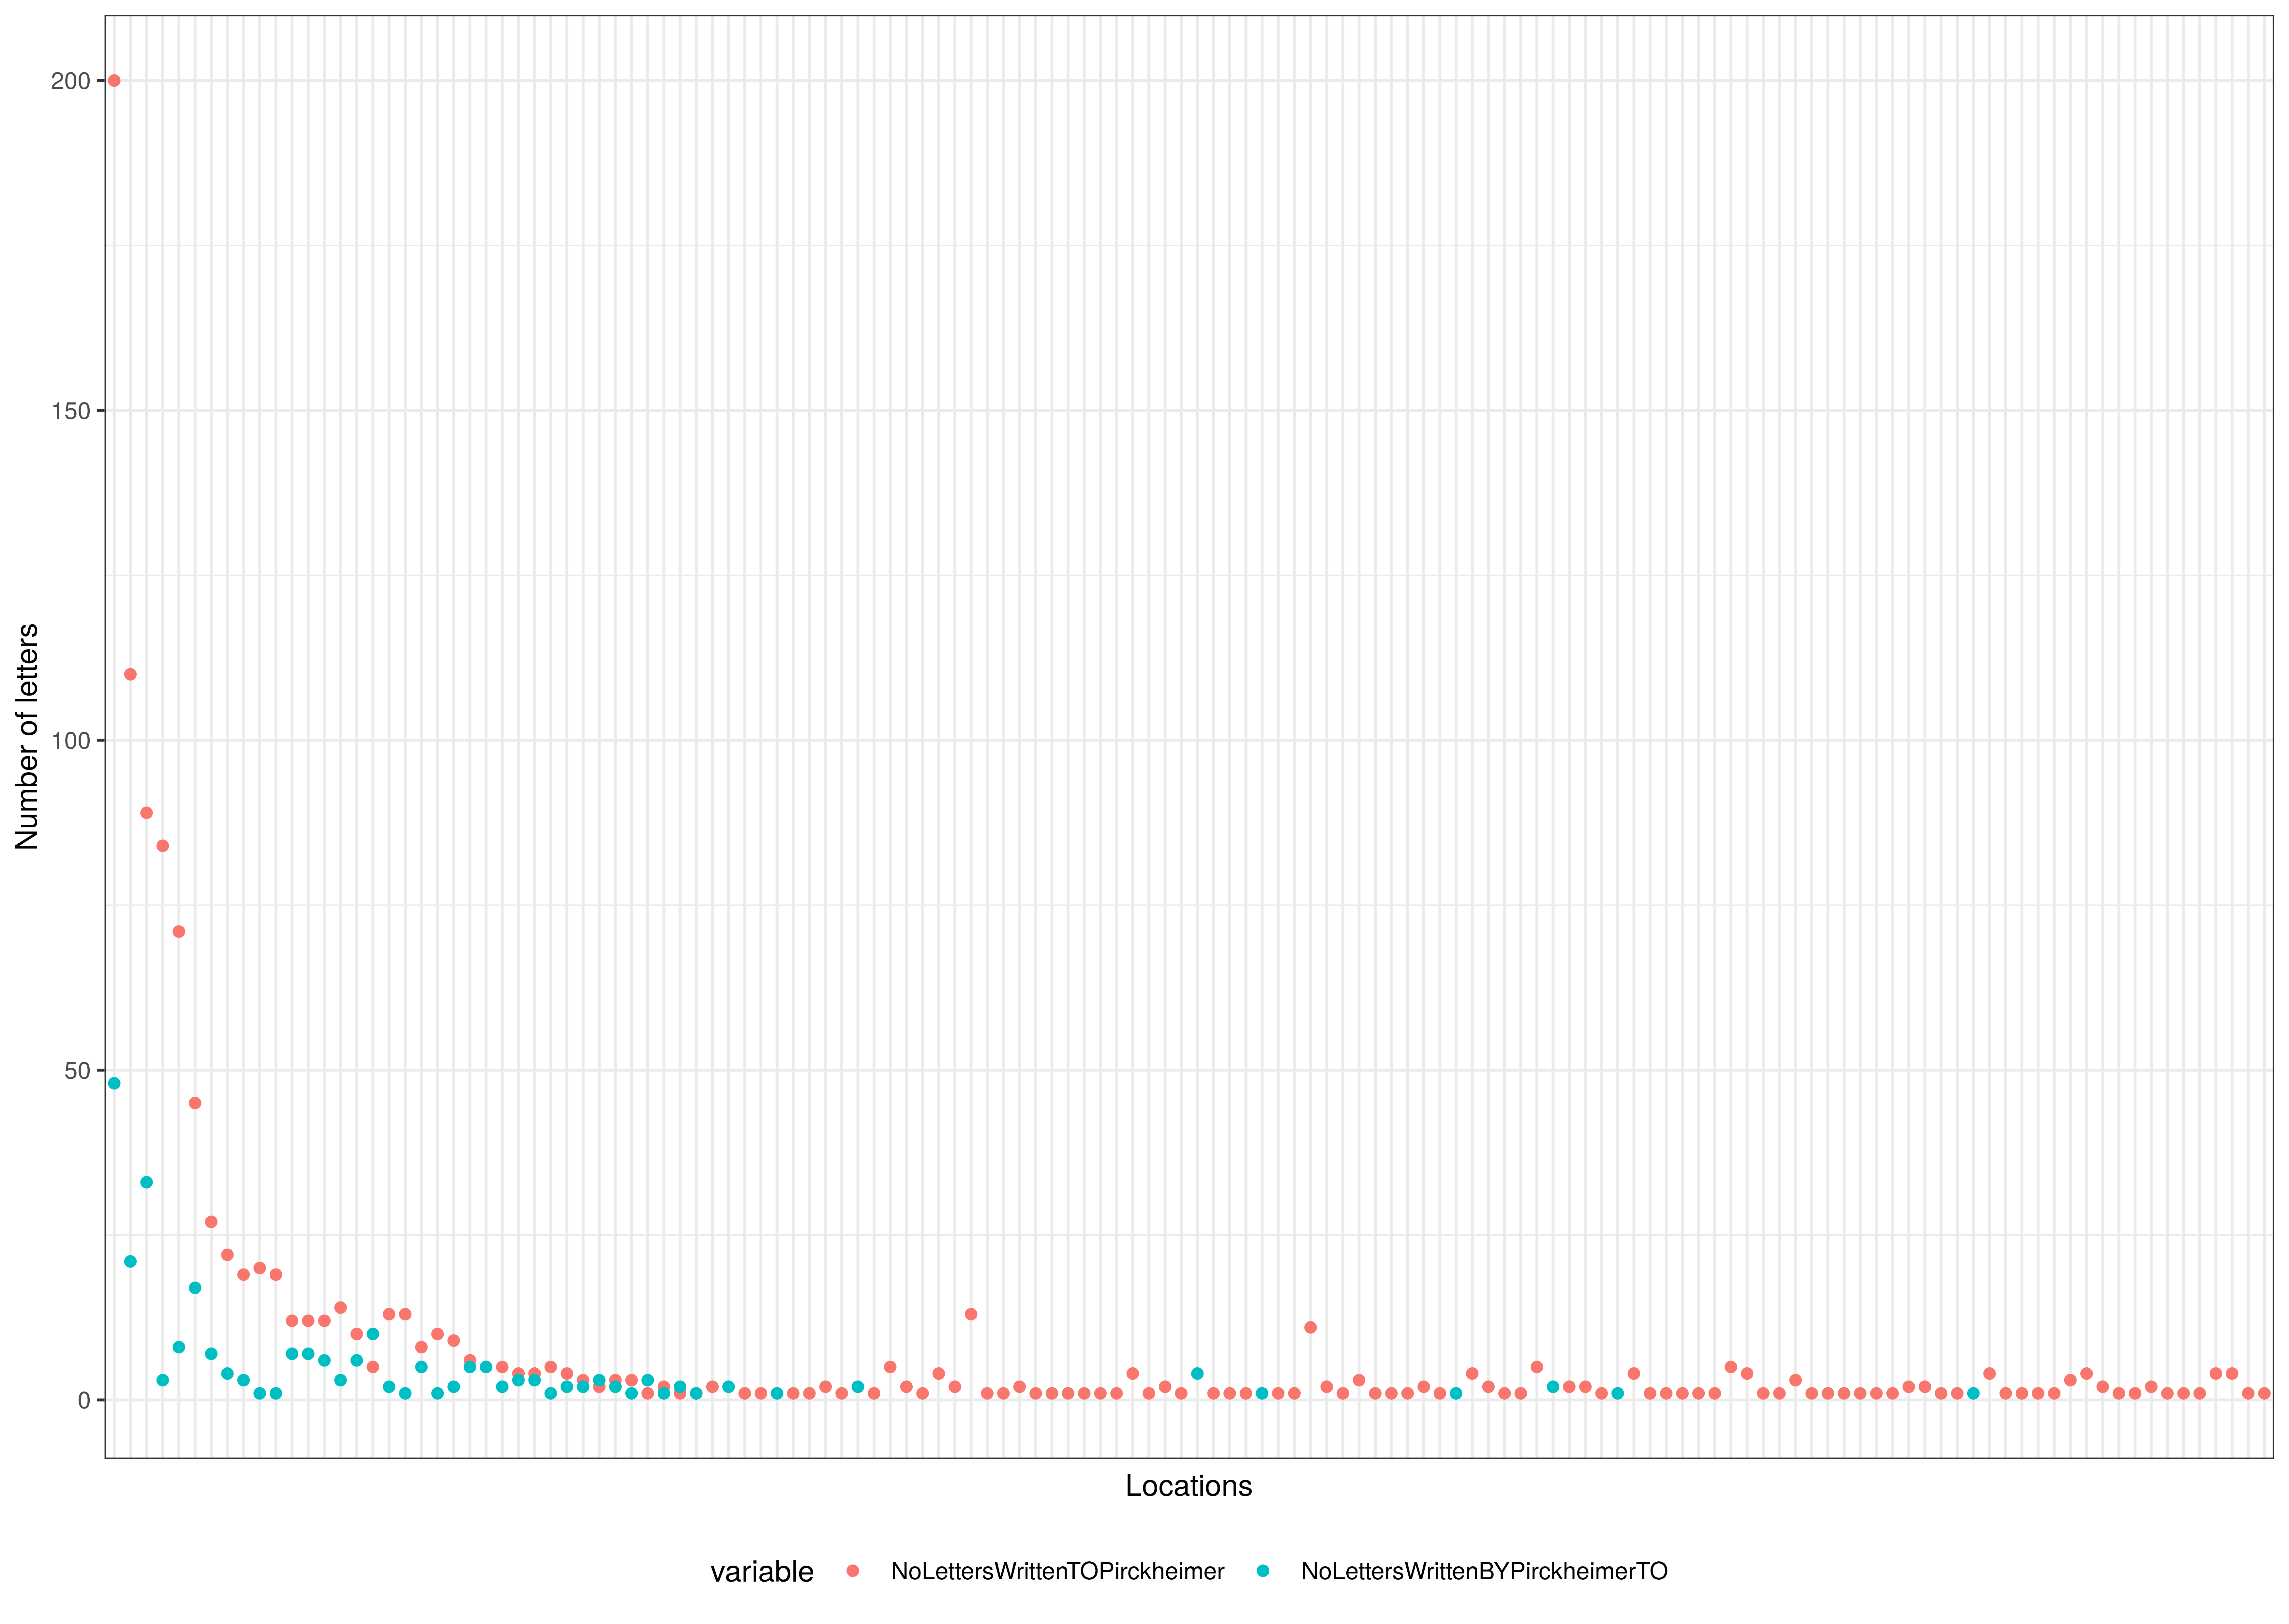 200
150
100
50
0
Number of letters
Locations
variable NoLettersWrittenTOPirckheimer NoLettersWrittenBYPirckheimerTO